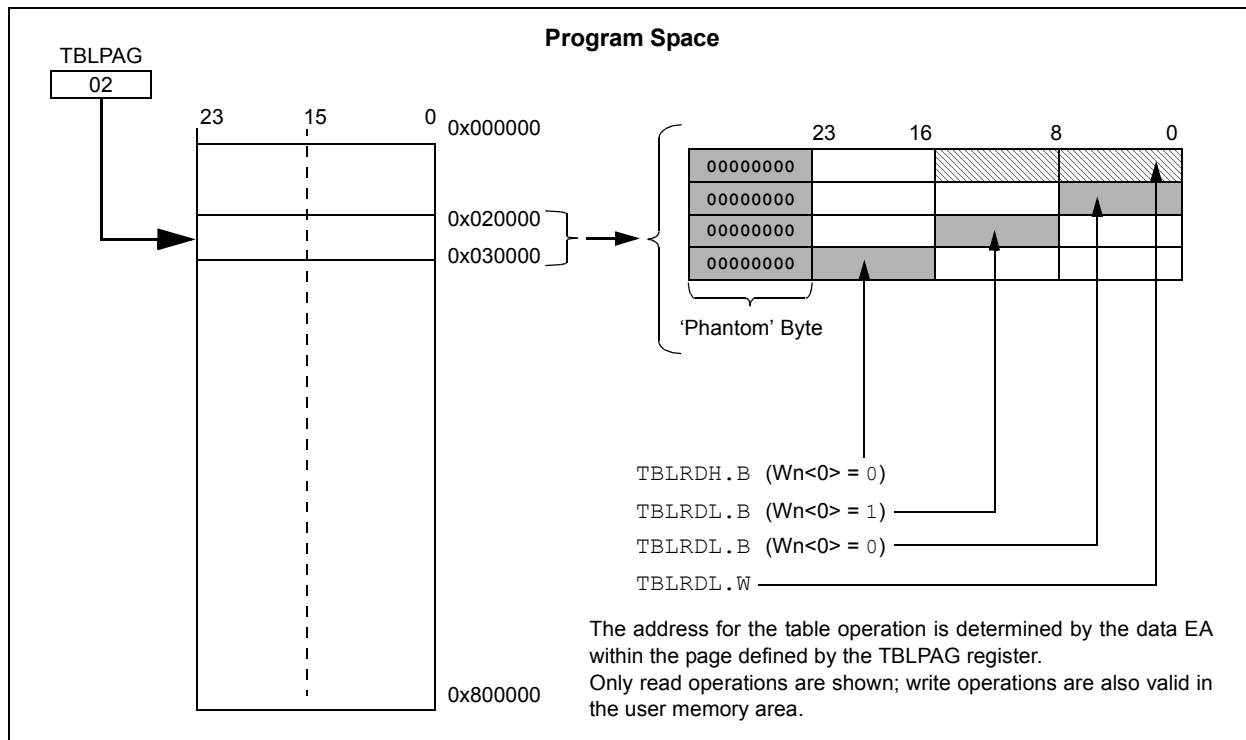 Program Space
TBLPAG
02
23 15 0
0x000000
0x020000
0x030000
0x800000
23 16 8 0
00000000
00000000
00000000
00000000
‘Phantom’ Byte
TBLRDH.B (Wn<0> = 0)
TBLRDL.B (Wn<0> = 1)
TBLRDL.B (Wn<0> = 0)
TBLRDL.W
The address for the table operation is determined by the data EA
within the page defined by the TBLPAG register.
Only read operations are shown; write operations are also valid in
the user memory area.